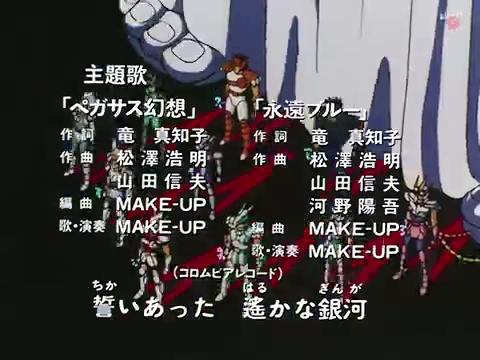 主題歌
「ペガサス幻想」
作詞 竜 真知子
作曲 松澤浩明
山田信夫
編曲 MAKE-UP
歌・演奏 MAKE-UP
「永遠ブルー」
作詞 竜 真知子
作曲 松澤浩明
山田信夫
河野陽吾
編曲 MAKE-UP
歌・演奏 MAKE-UP
(コロムビアレコード)
ちか はる ぎんが
誓いあった 遙かな銀河